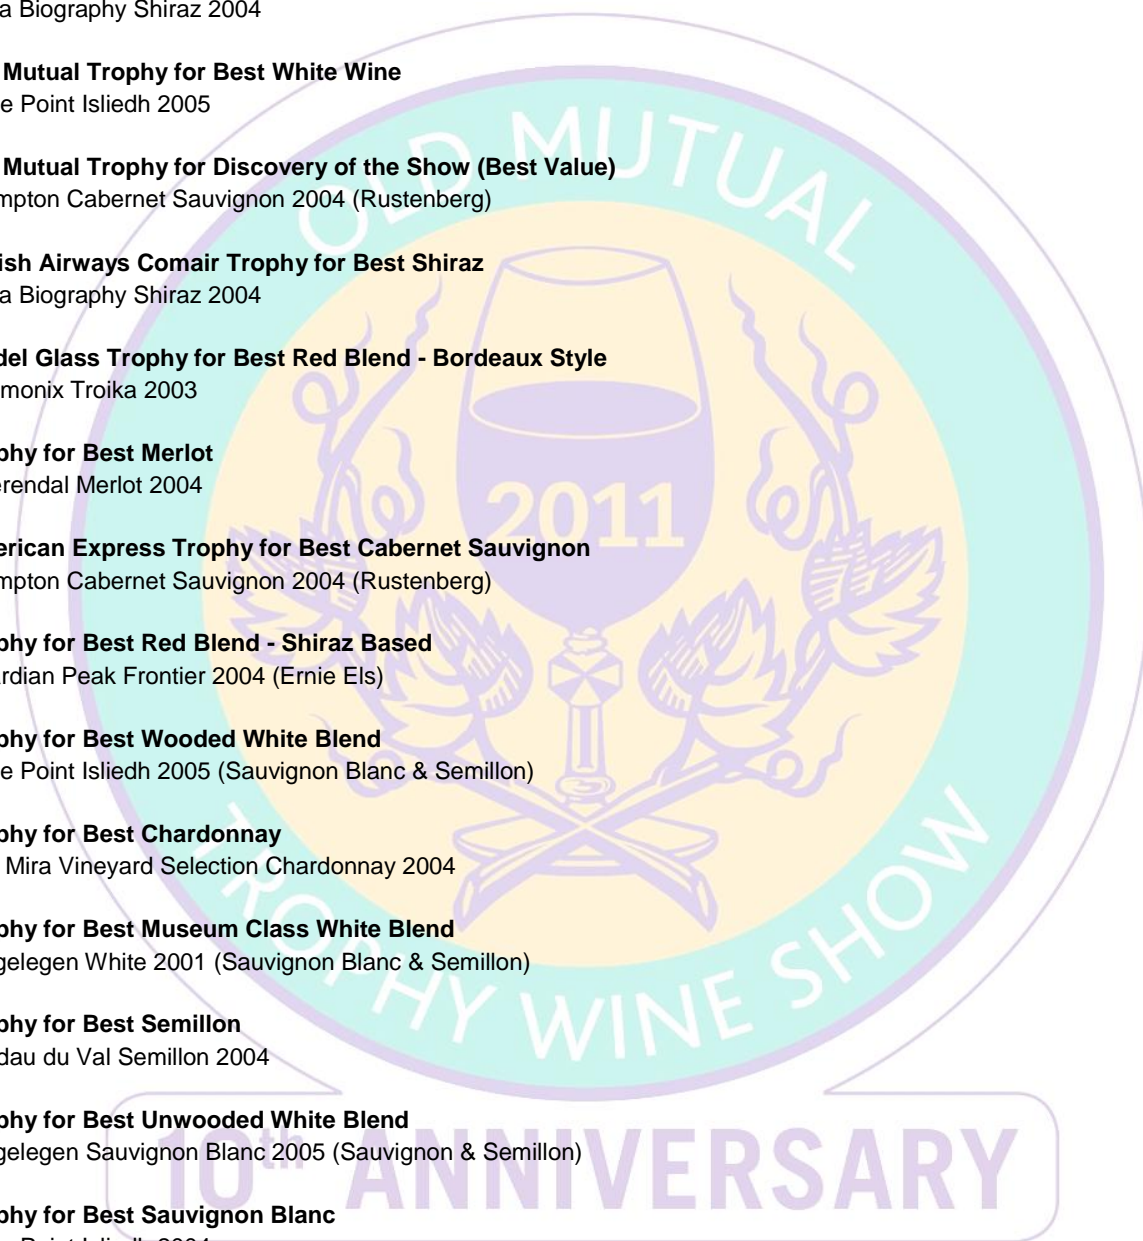 a Biography Shiraz 2004
Mutual Trophy for Best White Wine
e Point Isliedh 2005
Mutual Trophy for Discovery of the Show (Best Value)
mpton Cabernet Sauvignon 2004 (Rustenberg)
ish Airways Comair Trophy for Best Shiraz
a Biography Shiraz 2004
del Glass Trophy for Best Red Blend - Bordeaux Style
monix Troika 2003
phy for Best Merlot
erendal Merlot 2004
erican Express Trophy for Best Cabernet Sauvignon
mpton Cabernet Sauvignon 2004 (Rustenberg)
phy for Best Red Blend - Shiraz Based
rdian Peak Frontier 2004 (Ernie Els)
phy for Best Wooded White Blend
e Point Isliedh 2005 (Sauvignon Blanc & Semillon)
phy for Best Chardonnay
Mira Vineyard Selection Chardonnay 2004
phy for Best Museum Class White Blend
gelegen White 2001 (Sauvignon Blanc & Semillon)
phy for Best Semillon
dau du Val Semillon 2004
phy for Best Unwooded White Blend
gelegen Sauvignon Blanc 2005 (Sauvignon & Semillon)
phy for Best Sauvignon Blanc
OLD MUTUAL
2011
TROPHY WINE SHOW
10th ANNIVERSARY